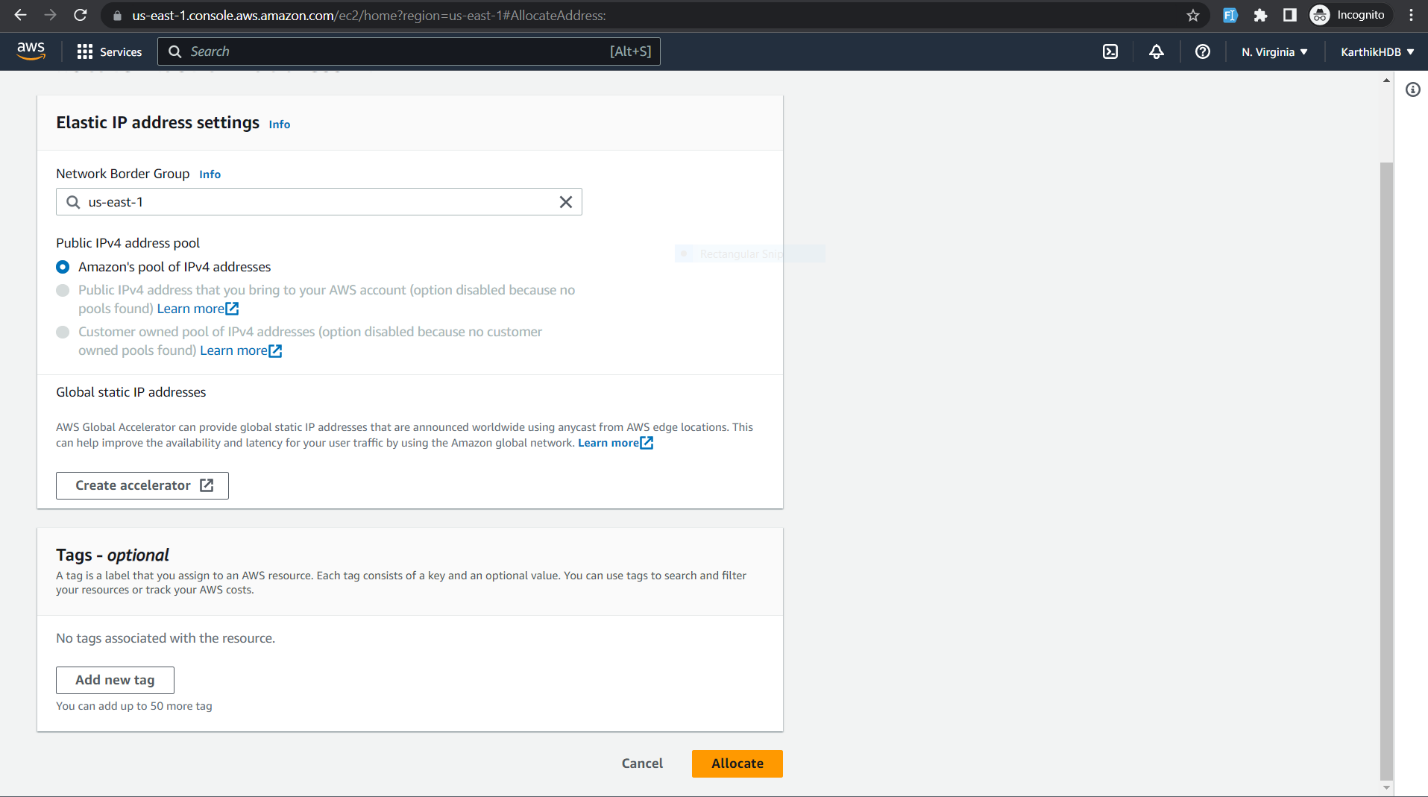 us-east-1.console.aws.amazon.com/ec2/home?region=us-east-1#AllocateAddress:
Incognito
aws
Services
Search
[Alt+S]
N. Virginia
KarthikHDB
Elastic IP address settings Info
Network Border Group Info
us-east-1
Public IPv4 address pool
Rectangular Snip
Amazon's pool of IPv4 addresses
Public IPv4 address that you bring to your AWS account (option disabled because no
pools found) Learn more
Customer owned pool of IPv4 addresses (option disabled because no customer
owned pools found) Learn more
Global static IP addresses
AWS Global Accelerator can provide global static IP addresses that are announced worldwide using anycast from AWS edge locations. This
can help improve the availability and latency for your user traffic by using the Amazon global network. Learn more
Create accelerator
Tags - optional
A tag is a label that you assign to an AWS resource. Each tag consists of a key and an optional value. You can use tags to search and filter
your resources or track your AWS costs.
No tags associated with the resource.
Add new tag
You can add up to 50 more tag
Cancel
Allocate